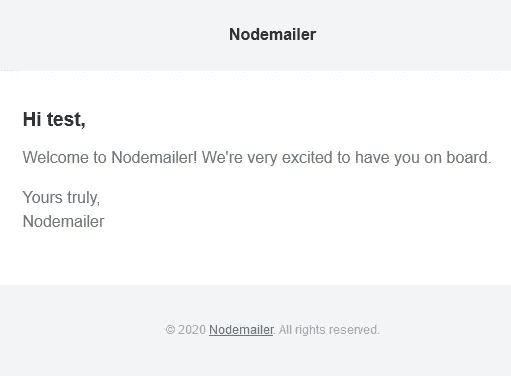 Nodemailer
Hi test,
Welcome to Nodemailer! We're very excited to have you on board.
Yours truly,
Nodemailer
© 2020 Nodemailer. All rights reserved.